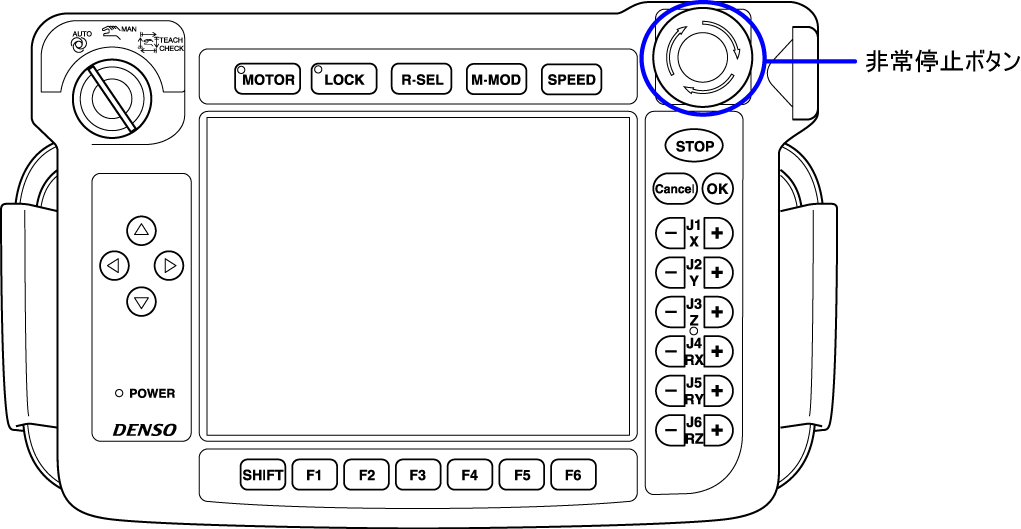 AUTO
MAN
TEACH
CHECK
MOTOR
LOCK
R-SEL
M-MOD
SPEED
非常停止ボタン
STOP
Cancel
OK
− J1 X +
− J2 Y +
− J3 Z +
− J4 RX +
− J5 RY +
− J6 RZ +
POWER
DENSO
SHIFT
F1
F2
F3
F4
F5
F6